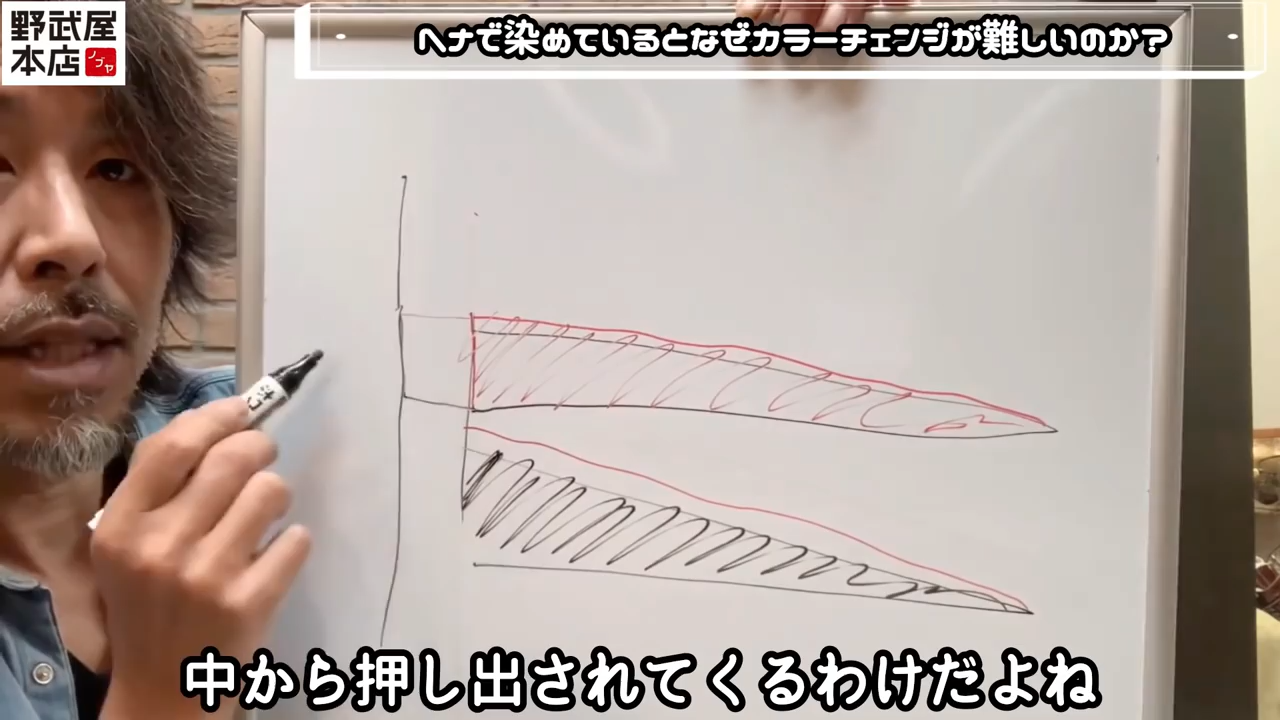 野武屋
本店
ノブヤ
ヘナで染めているとなぜカラーチェンジが難しいのか？
中から押し出されてくるわけだよね